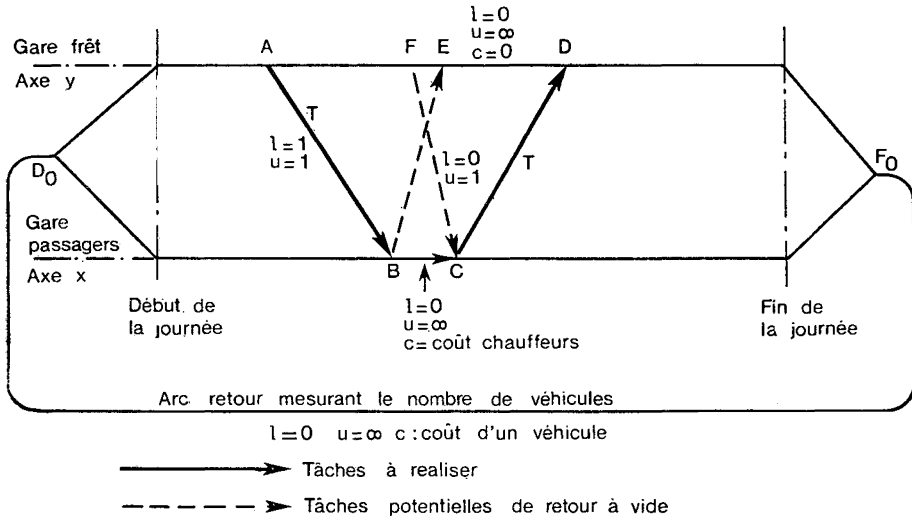 l=0
u=∞
c=0
Gare frêt
A
F
E
D
Axe y
T
l=1
u=1
l=0
u=1
T
D0
F0
Gare
passagers
Axe x
B
C
Début de
la journée
l=0
u=∞
c=coût chauffeurs
Fin de
la journée
Arc retour mesurant le nombre de véhicules
l=0 u=∞ c:coût d'un véhicule
Tâches à realiser
Tâches potentielles de retour à vide